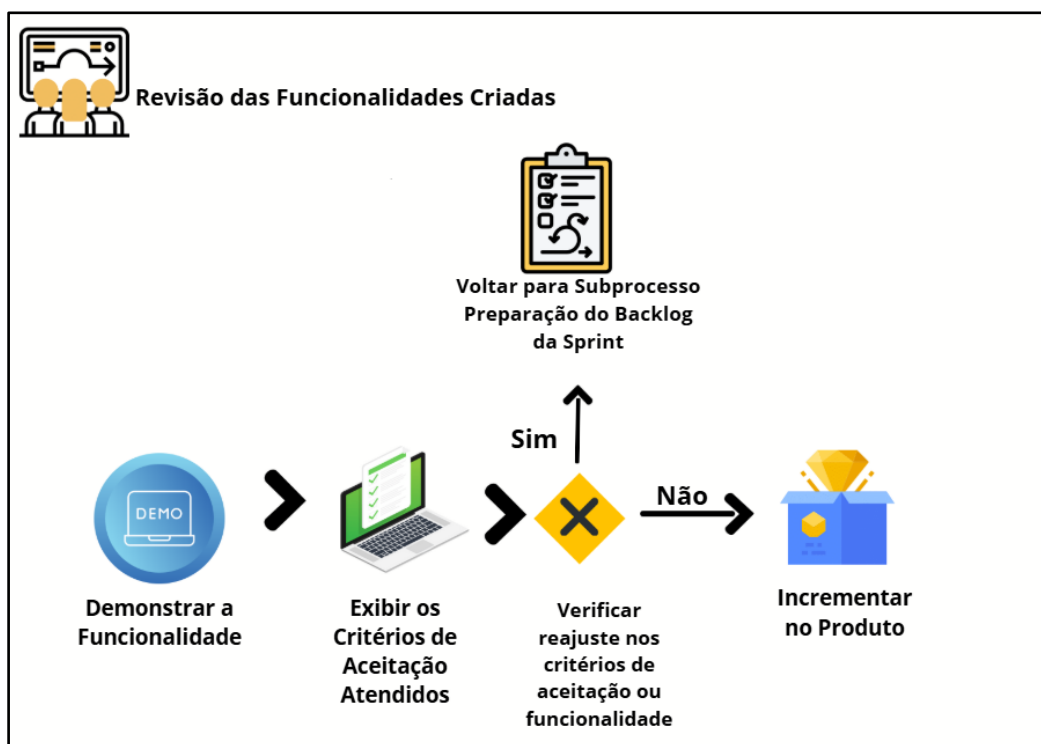 Revisão das Funcionalidades Criadas
Voltar para Subprocesso
Preparação do Backlog
da Sprint
Sim
Não
DEMO
Demonstrar a
Funcionalidade
Exibir os
Critérios de
Aceitação
Atendidos
Verificar
reajuste nos
critérios de
aceitação ou
funcionalidade
Incrementar
no Produto